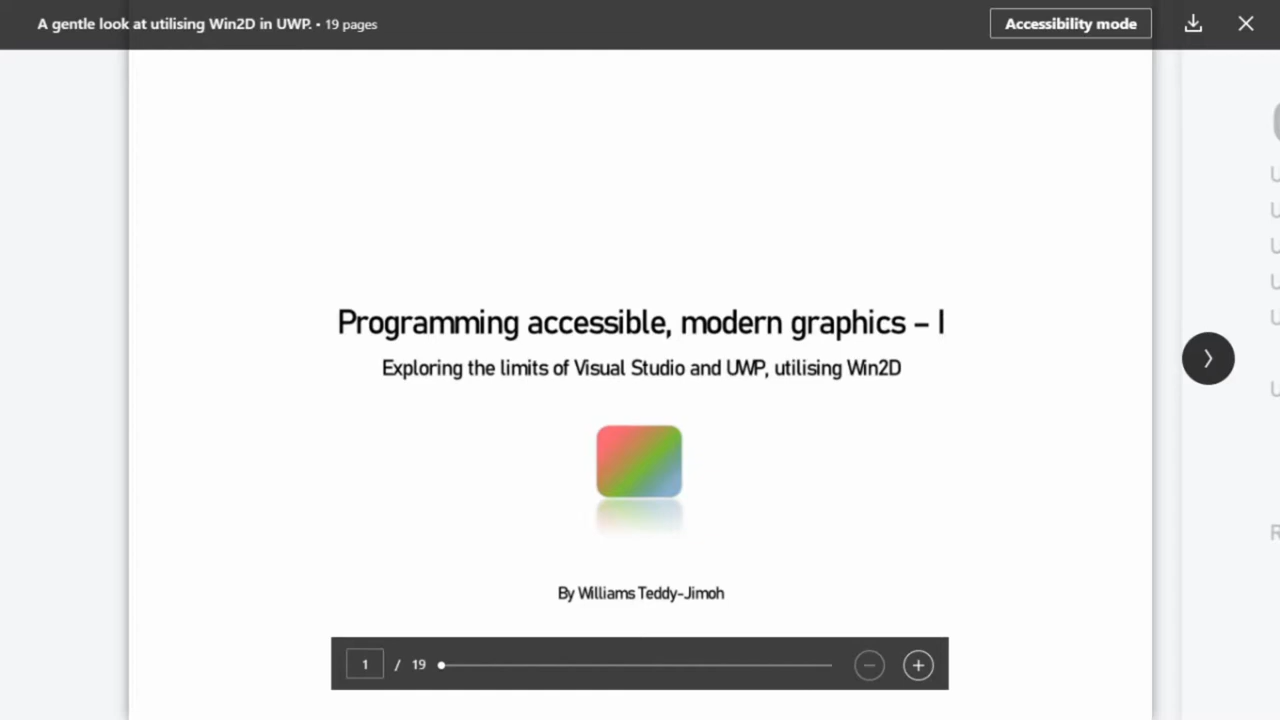 A gentle look at utilising Win2D in UWP. • 19 pages
Accessibility mode
Programming accessible, modern graphics – I
Exploring the limits of Visual Studio and UWP, utilising Win2D
By Williams Teddy-Jimoh
1 / 19